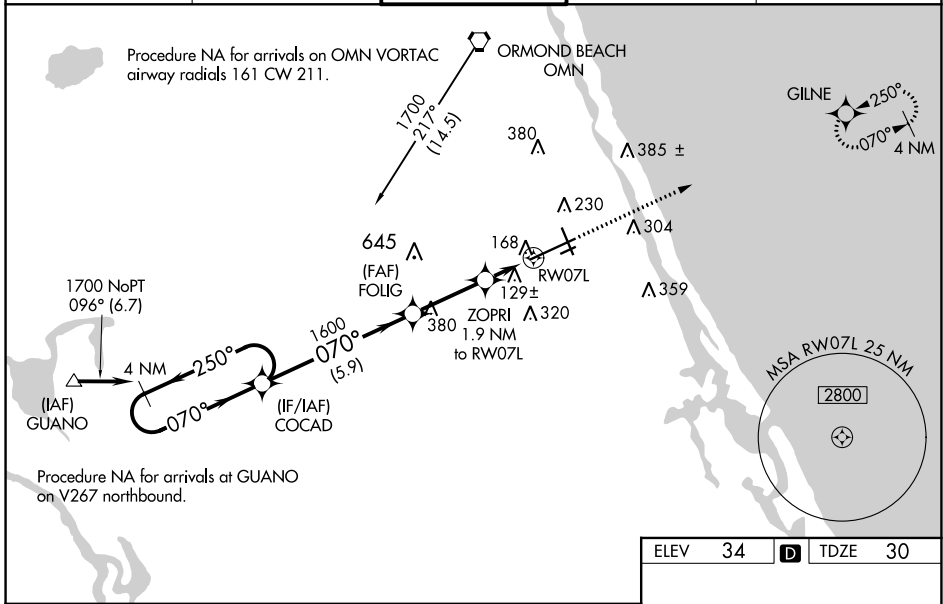 Procedure NA for arrivals on OMN VORTAC
airway radials 161 CW 211.
ORMOND BEACH
OMN
1700
217°
(14.5)
GILNE
250°
070°
4 NM
380
385 ±
230
304
645
168
(FAF)
FOLIG
RW07L
359
129±
320
380
ZOPRI
1.9 NM
to RW07L
1700 NoPT
096° (6.7)
1600
070°
(5.9)
4 NM
250°
070°
(IAF)
GUANO
(IF/IAF)
COCAD
MSA RW07L 25 NM
2800
Procedure NA for arrivals at GUANO
on V267 northbound.
ELEV 34 D TDZE 30